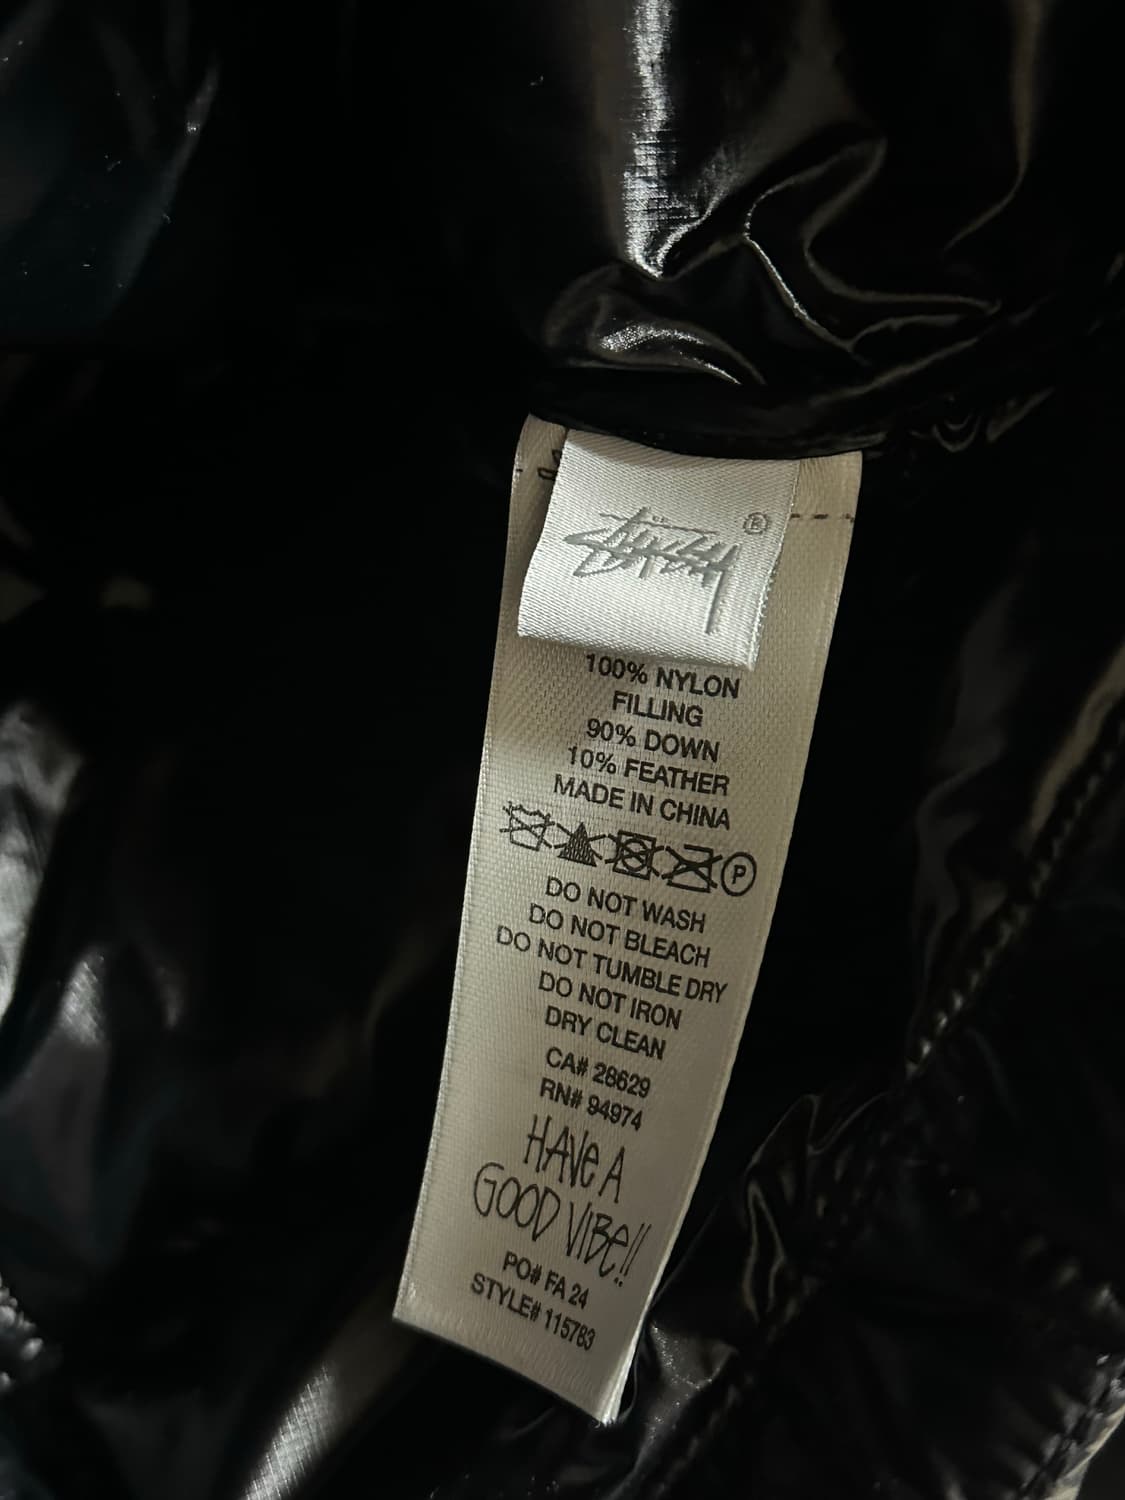 Stüssy ®
100% NYLON
FILLING
90% DOWN
10% FEATHER
MADE IN CHINA
P
DO NOT WASH
DO NOT BLEACH
DO NOT TUMBLE DRY
DO NOT IRON
DRY CLEAN
CA# 28629
RN# 94974
HAVE A
GOOD VIBE!!
PO# FA 24
STYLE# 115783